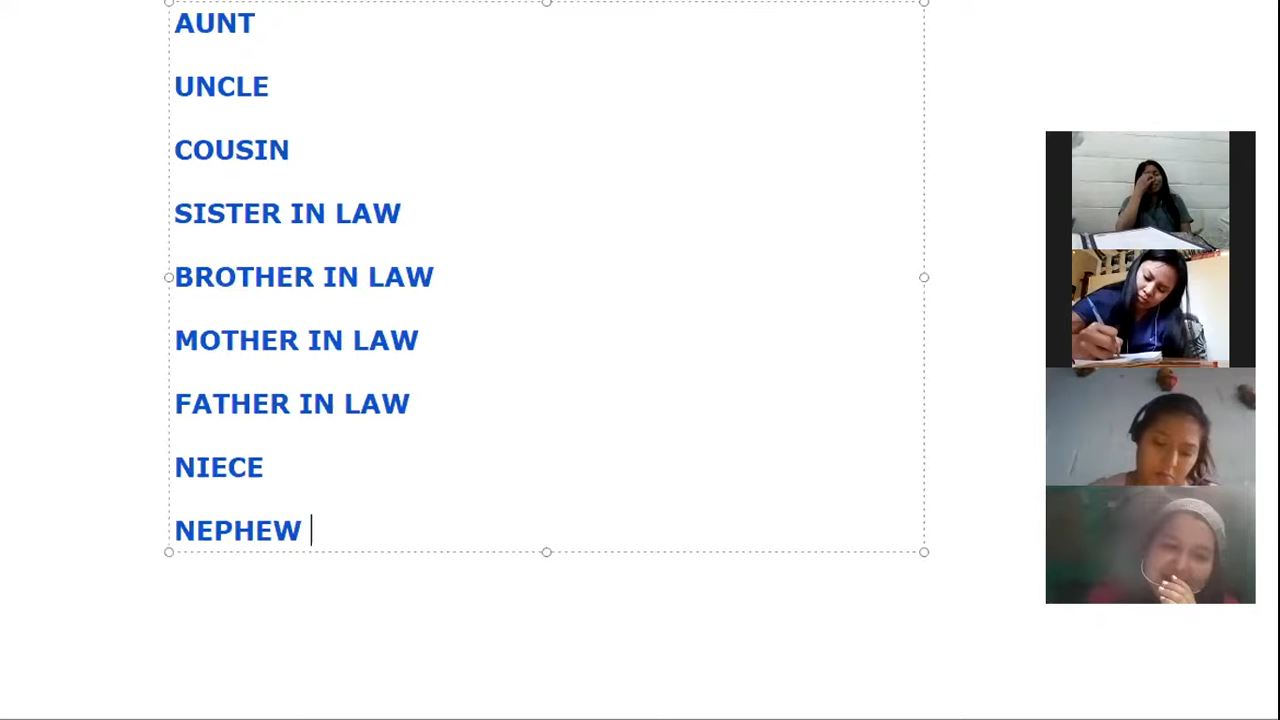 AUNT
UNCLE
COUSIN
SISTER IN LAW
BROTHER IN LAW
MOTHER IN LAW
FATHER IN LAW
NIECE
NEPHEW